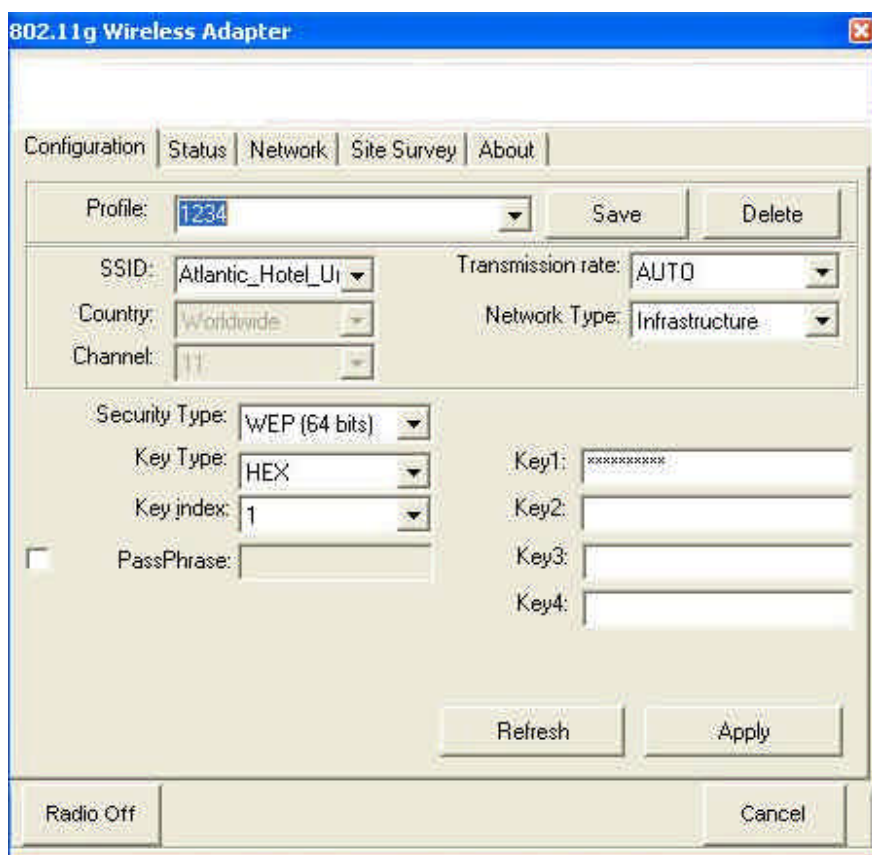 802.11g Wireless Adapter
Configuration Status Network Site Survey About
Profile: 1234 Save Delete
SSID: Atlantic_Hotel_ Transmission rate: AUTO
Country: Worldwide Network Type: Infrastructure
Channel: 11
Security Type: WEP (64 bits)
Key Type: HEX Key1: **********
Key index: 1 Key2:
PassPhrase: Key3:
Key4:
Refresh Apply
Radio Off Cancel